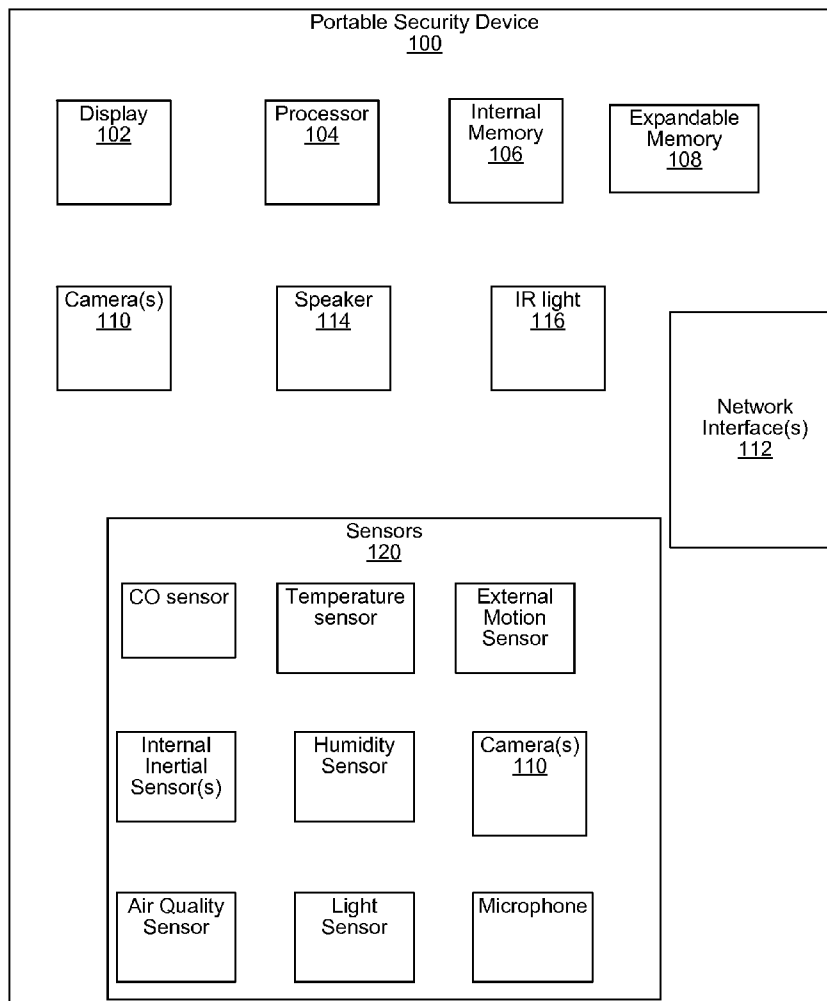 Portable Security Device
100
Display
102
Processor
104
Internal
Memory
106
Expandable
Memory
108
Camera(s)
110
Speaker
114
IR light
116
Network
Interface(s)
112
Sensors
120
CO sensor
Temperature
sensor
External
Motion
Sensor
Internal
Inertial
Sensor(s)
Humidity
Sensor
Camera(s)
110
Air Quality
Sensor
Light
Sensor
Microphone